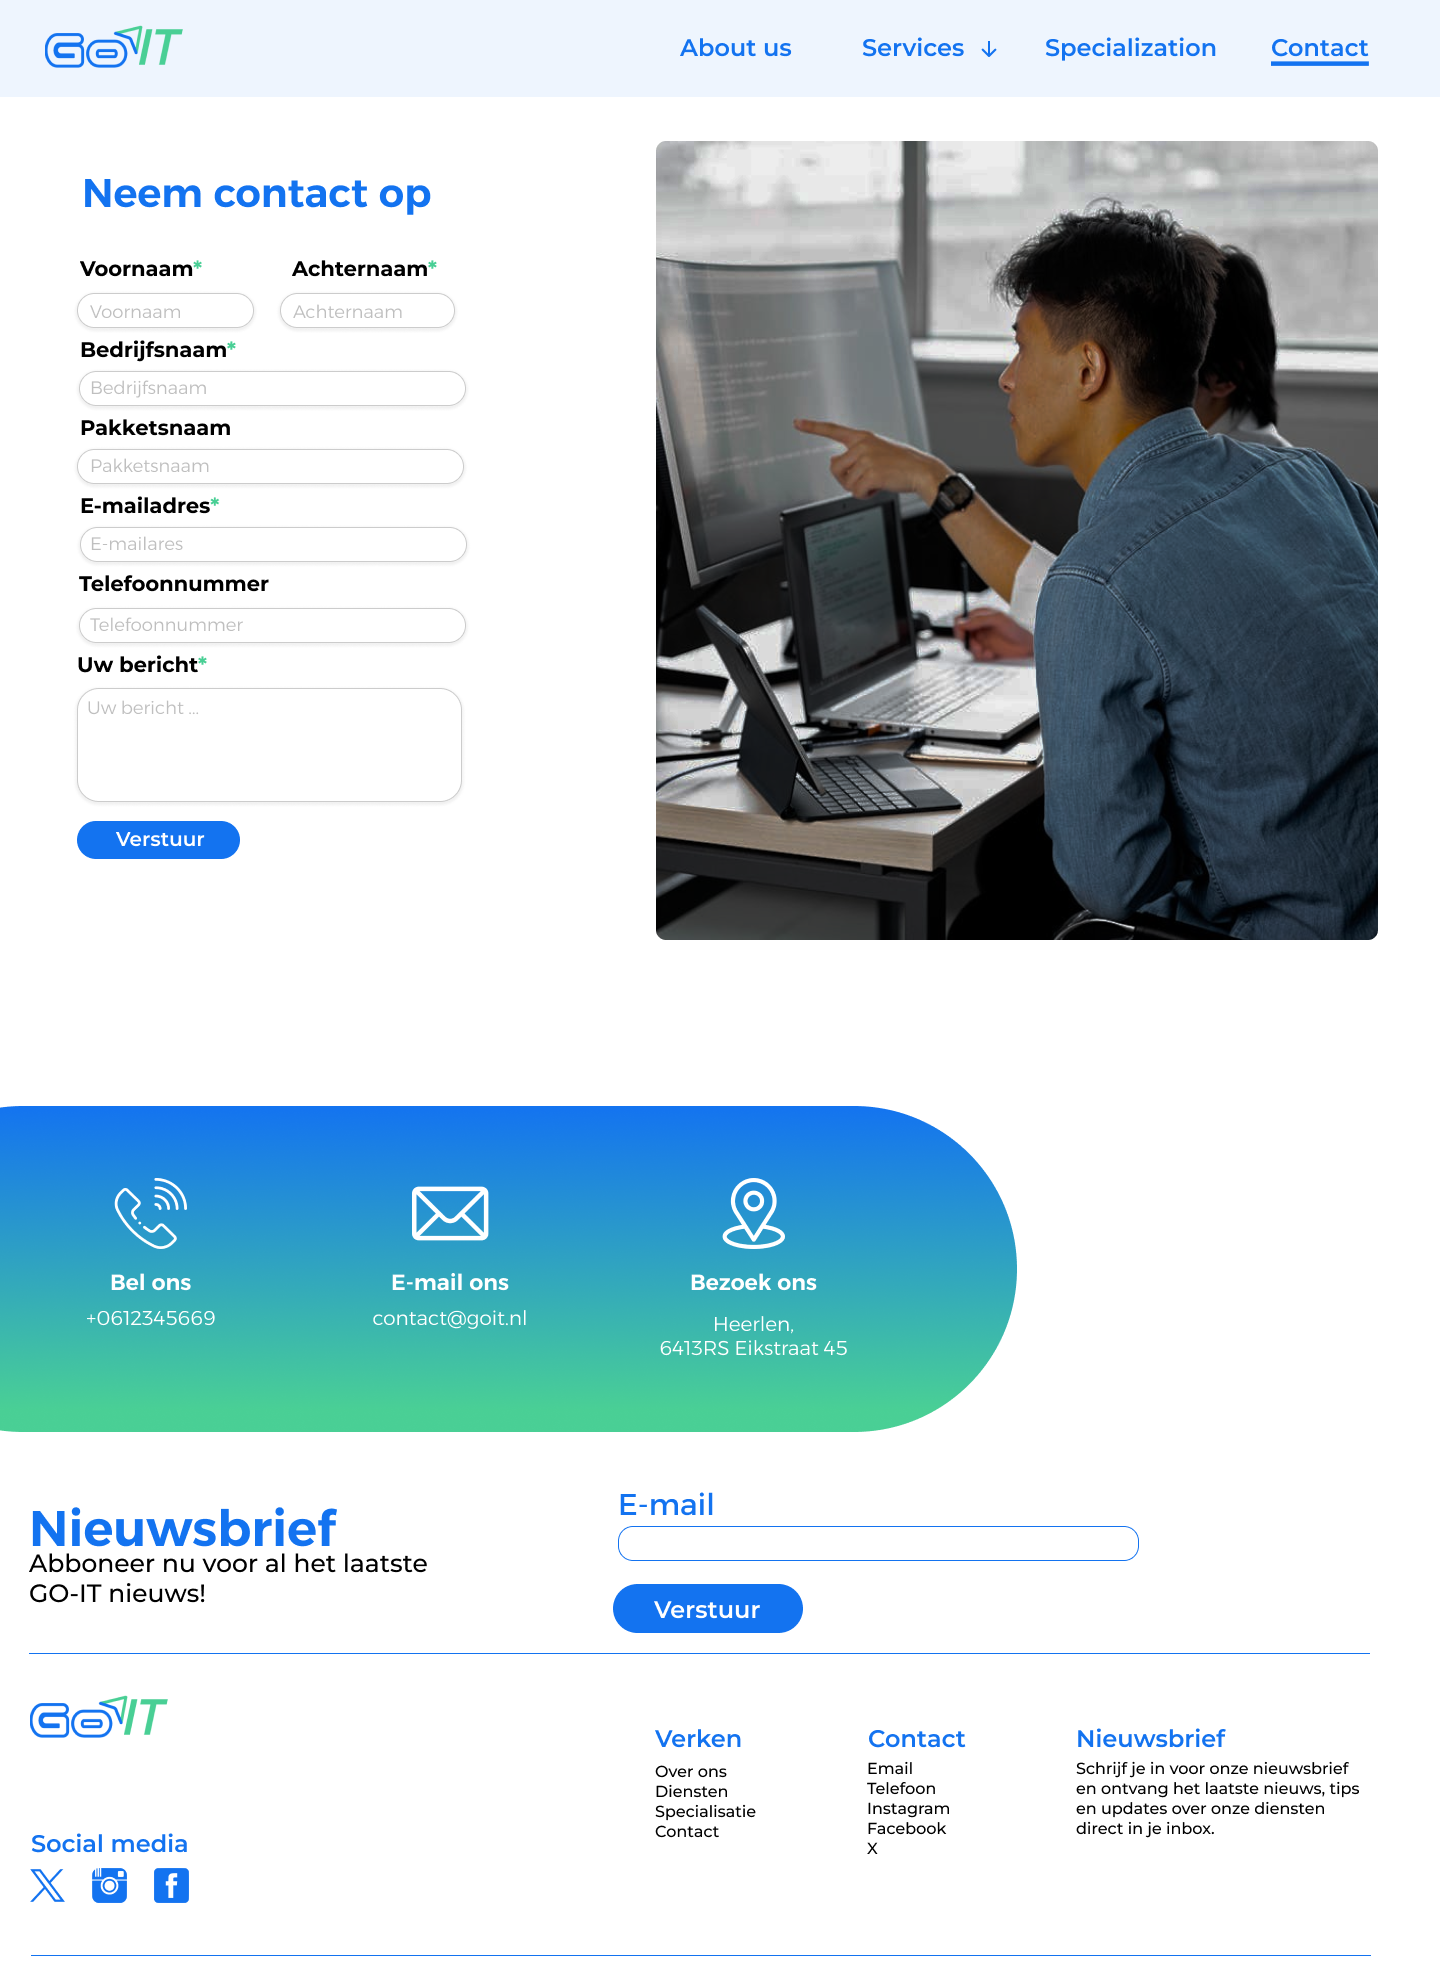 GO IT
About us Services ↓ Specialization Contact
Neem contact op
Voornaam* Achternaam*
Voornaam Achternaam
Bedrijfsnaam*
Bedrijfsnaam
Pakketsnaam
Pakketsnaam
E-mailadres*
E-mailares
Telefoonnummer
Telefoonnummer
Uw bericht*
Uw bericht ...
Verstuur
Bel ons
+0612345669
E-mail ons
contact@goit.nl
Bezoek ons
Heerlen,
6413RS Eikstraat 45
Nieuwsbrief
Abboneer nu voor al het laatste
GO-IT nieuws!
E-mail
Verstuur
GO IT
Social media
Verken
Over ons
Diensten
Specialisatie
Contact
Contact
Email
Telefoon
Instagram
Facebook
X
Nieuwsbrief
Schrijf je in voor onze nieuwsbrief
en ontvang het laatste nieuws, tips
en updates over onze diensten
direct in je inbox.